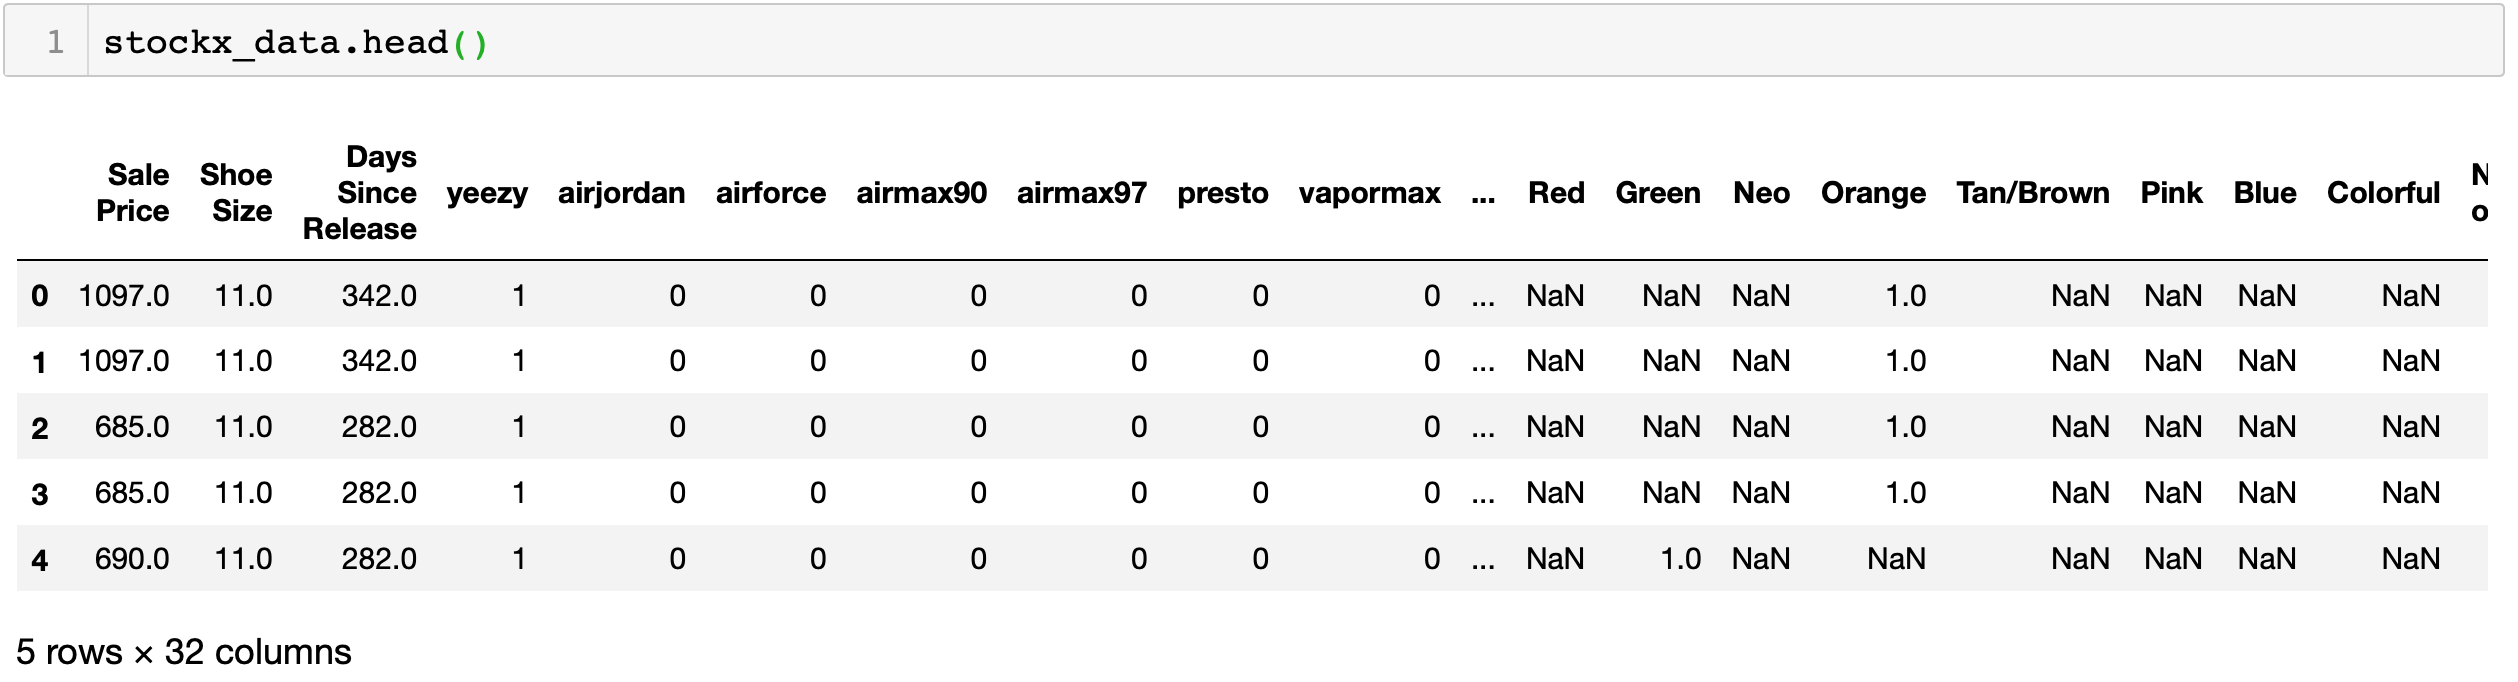 1 stockx_data.head()
Sale Price Shoe Size Days Since Release yeezy airjordan airforce airmax90 airmax97 presto vapormax ... Red Green Neo Orange Tan/Brown Pink Blue Colorful N o
0 1097.0 11.0 342.0 1 0 0 0 0 0 0 ... NaN NaN NaN 1.0 NaN NaN NaN NaN
1 1097.0 11.0 342.0 1 0 0 0 0 0 0 ... NaN NaN NaN 1.0 NaN NaN NaN NaN
2 685.0 11.0 282.0 1 0 0 0 0 0 0 ... NaN NaN NaN 1.0 NaN NaN NaN NaN
3 685.0 11.0 282.0 1 0 0 0 0 0 0 ... NaN NaN NaN 1.0 NaN NaN NaN NaN
4 690.0 11.0 282.0 1 0 0 0 0 0 0 ... NaN 1.0 NaN NaN NaN NaN NaN NaN
5 rows × 32 columns